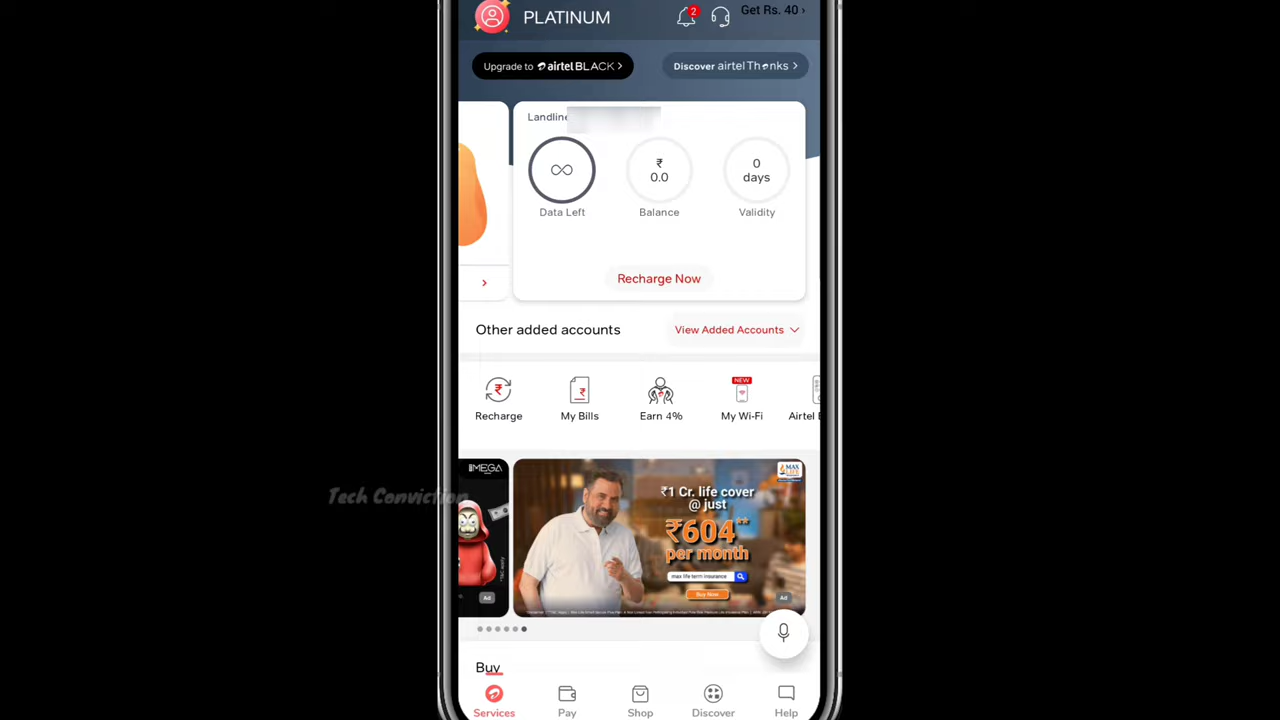 PLATINUM
2
Get Rs. 40 ›
Upgrade to airtel BLACK >
Discover airtel Thanks >
Landline
∞
₹
0.0
0
days
Data Left
Balance
Validity
Recharge Now
Other added accounts
View Added Accounts
NEW
Recharge
My Bills
Earn 4%
My Wi-Fi
Airtel
MEGA
MAX
LIFE
₹1 Cr. life cover
@ just
₹604**
per month
max life term insurance
Buy Now
Ad
Ad
Tech Conviction
Buy
Services
Pay
Shop
Discover
Help